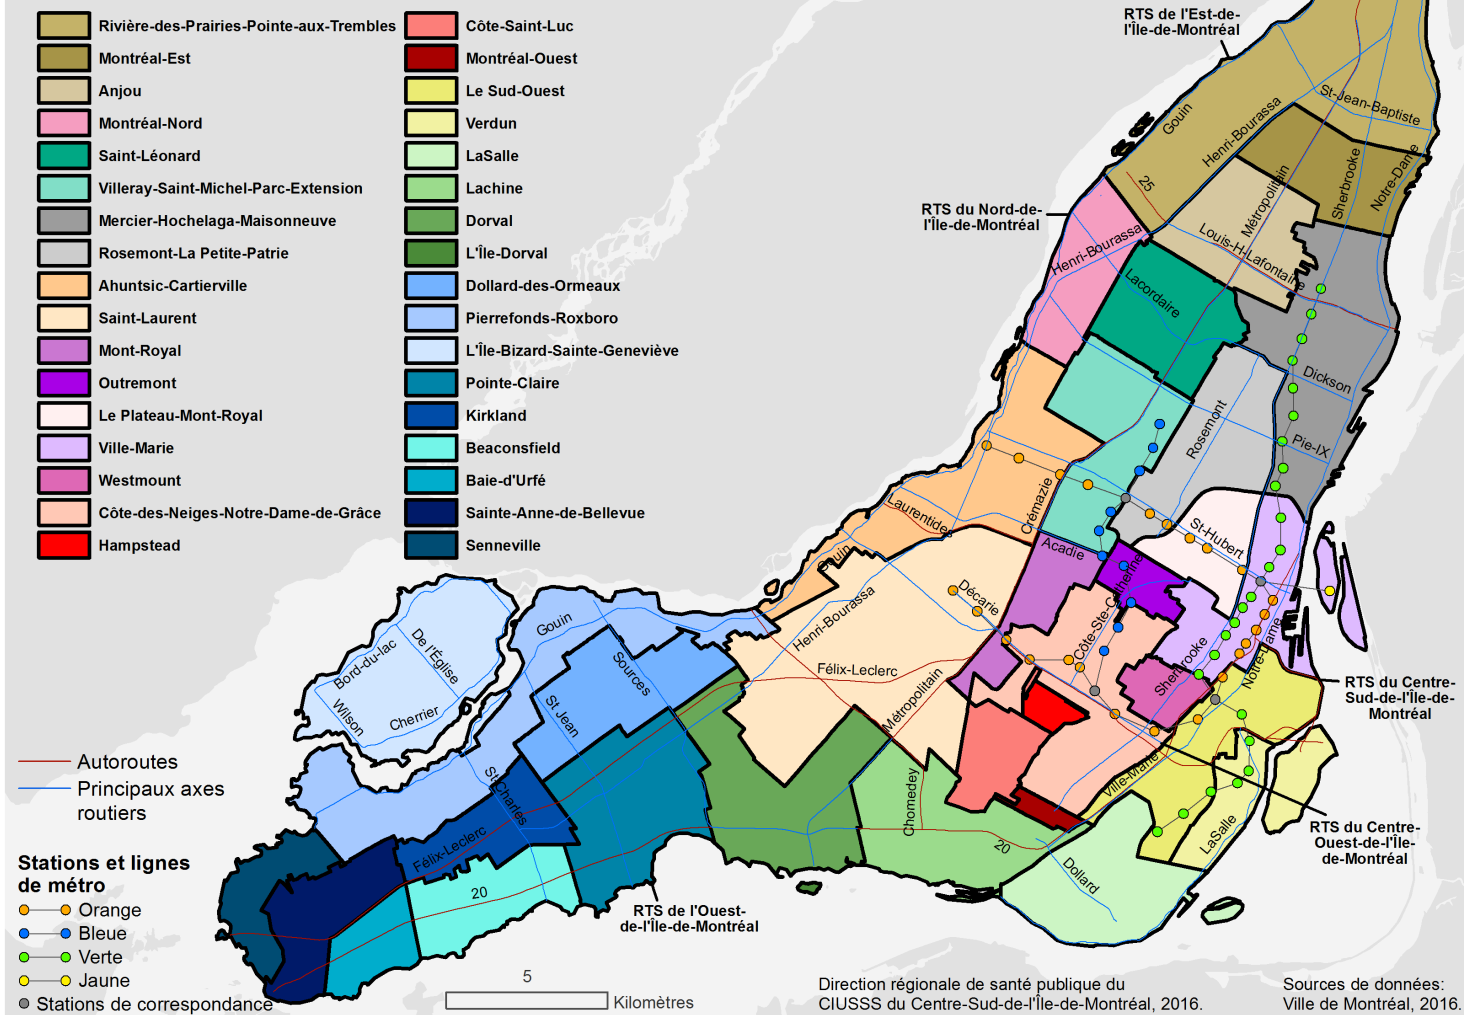 Rivière-des-Prairies-Pointe-aux-Trembles
Montréal-Est
Anjou
Montréal-Nord
Saint-Léonard
Villeray-Saint-Michel-Parc-Extension
Mercier-Hochelaga-Maisonneuve
Rosemont-La Petite-Patrie
Ahuntsic-Cartierville
Saint-Laurent
Mont-Royal
Outremont
Le Plateau-Mont-Royal
Ville-Marie
Westmount
Côte-des-Neiges-Notre-Dame-de-Grâce
Hampstead
Côte-Saint-Luc
Montréal-Ouest
Le Sud-Ouest
Verdun
LaSalle
Lachine
Dorval
L'Île-Dorval
Dollard-des-Ormeaux
Pierrefonds-Roxboro
L'Île-Bizard-Sainte-Geneviève
Pointe-Claire
Kirkland
Beaconsfield
Baie-d'Urfé
Sainte-Anne-de-Bellevue
Senneville
RTS de l'Est-de-
l'Île-de-Montréal
RTS du Nord-de-
l'Île-de-Montréal
Gouin
Henri-Bourassa
St-Jean-Baptiste
25
Métropolitain
Sherbrooke
Notre-Dame
Henri-Bourassa
Louis-H-Lafontaine
Lacordaire
Dickson
Rosemont
Pie-IX
Crémazie
Laurentides
St-Hubert
Acadie
Gouin
Côte-Ste-Catherine
Décarie
Henri-Bourassa
Félix-Leclerc
Métropolitain
Sherbrooke
Notre-Dame
RTS du Centre-
Sud-de-l'Île-de-
Montréal
Gouin
Bord-du-lac
De l'Église
Sources
Wilson
Cherrier
St Jean
St-Charles
Félix-Leclerc
20
Chomedey
20
Ville-Marie
LaSalle
Dollard
RTS du Centre-
Ouest-de-l'Île-
de-Montréal
RTS de l'Ouest-
de-l'Île-de-Montréal
Autoroutes
Principaux axes
routiers
Stations et lignes
de métro
Orange
Bleue
Verte
Jaune
Stations de correspondance
5
Kilomètres
Direction régionale de santé publique du
CIUSSS du Centre-Sud-de-l'Île-de-Montréal, 2016.
Sources de données:
Ville de Montréal, 2016.